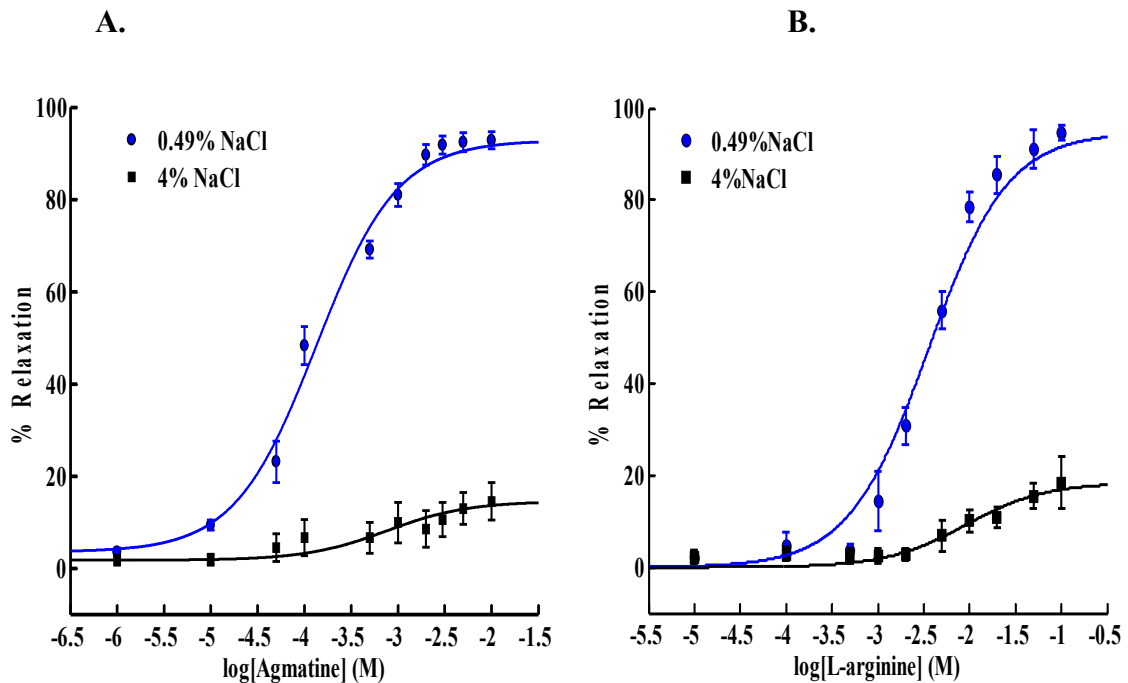 A.
B.
100
80
60
40
20
0
% Relaxation
0.49% NaCl
4% NaCl
-6.5 -6 -5.5 -5 -4.5 -4 -3.5 -3 -2.5 -2 -1.5
log[Agmatine] (M)
100
80
60
40
20
0
% Relaxation
0.49%NaCl
4%NaCl
-5.5 -5 -4.5 -4 -3.5 -3 -2.5 -2 -1.5 -1 -0.5
log[L-arginine] (M)